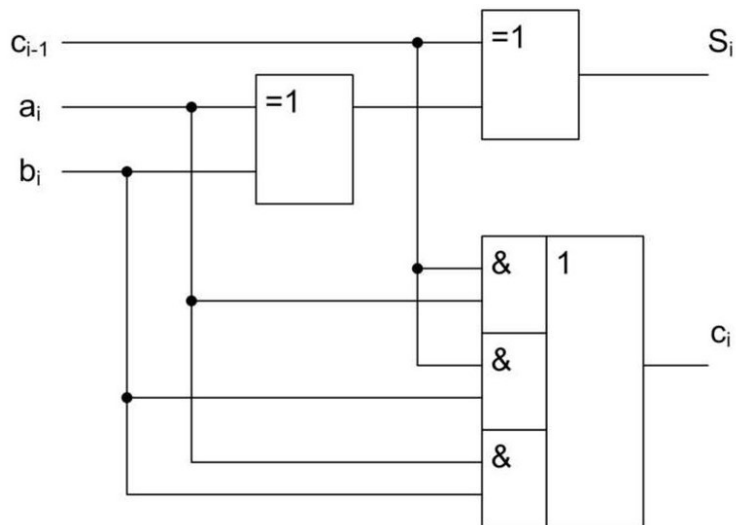 c_{i-1}
=1
S_i
a_i
=1
b_i
&
1
&
c_i
&